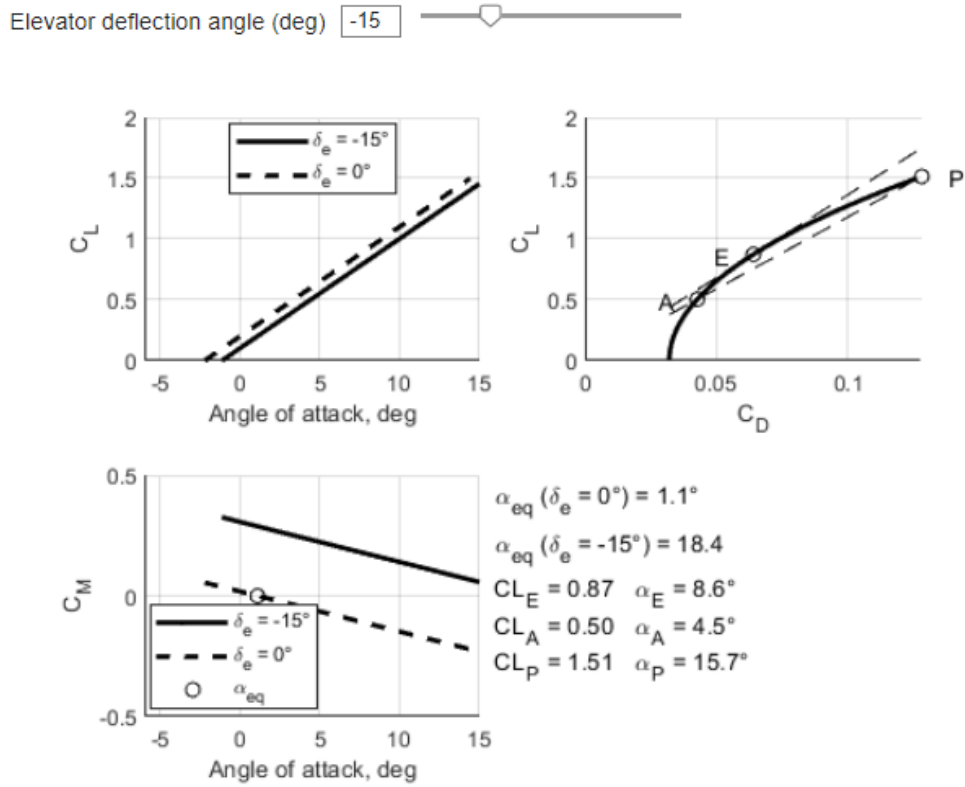 Elevator deflection angle (deg) -15
2
1.5
1
0.5
0
C_L
δ_e = -15°
δ_e = 0°
-5 0 5 10 15
Angle of attack, deg
2
1.5
1
0.5
0
C_L
A
E
P
0 0.05 0.1
C_D
0.5
0
-0.5
C_M
δ_e = -15°
δ_e = 0°
α_eq
-5 0 5 10 15
Angle of attack, deg
α_eq (δ_e = 0°) = 1.1°
α_eq (δ_e = -15°) = 18.4
CL_E = 0.87 α_E = 8.6°
CL_A = 0.50 α_A = 4.5°
CL_P = 1.51 α_P = 15.7°